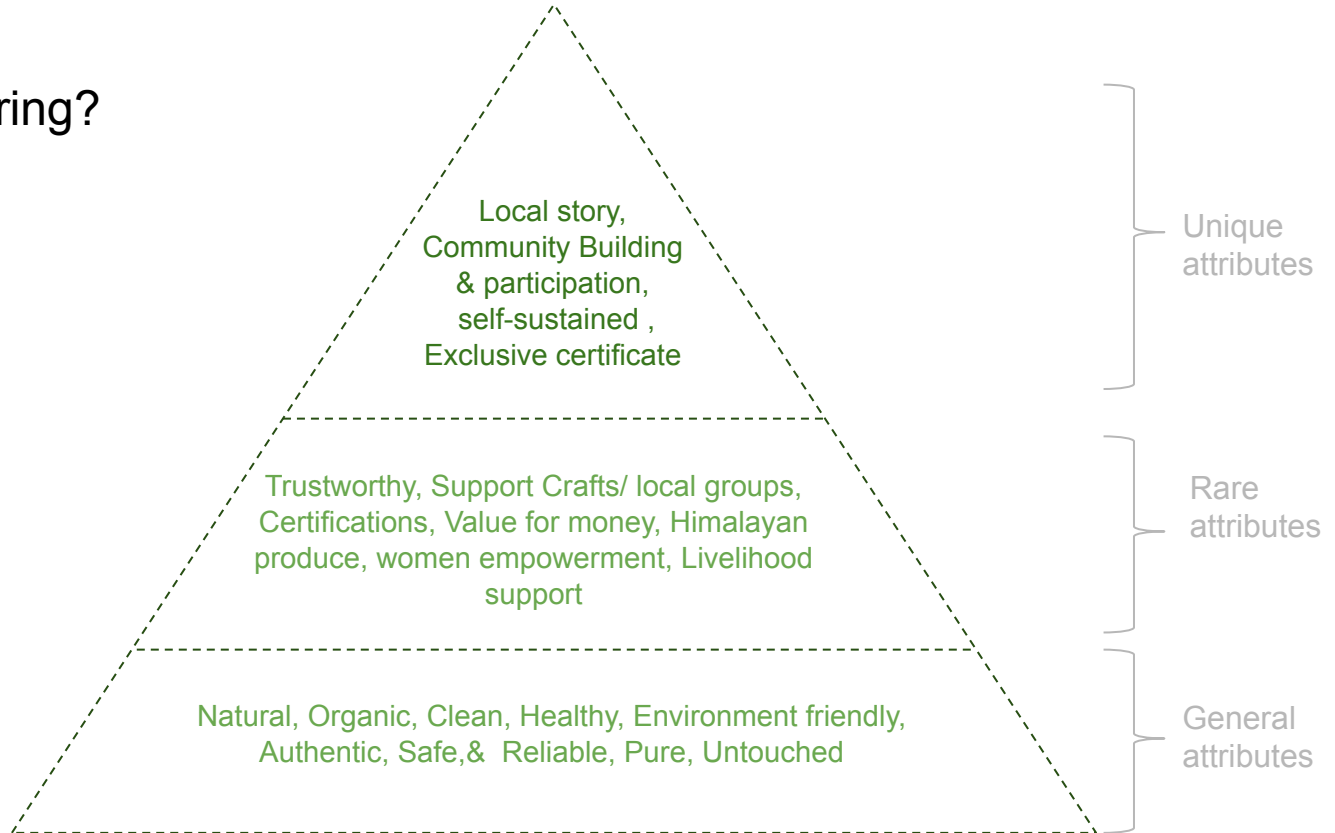 ring?
Local story,
Community Building
& participation,
self-sustained ,
Exclusive certificate
Unique
attributes
Trustworthy, Support Crafts/ local groups,
Certifications, Value for money, Himalayan
produce, women empowerment, Livelihood
support
Rare
attributes
Natural, Organic, Clean, Healthy, Environment friendly,
Authentic, Safe,&  Reliable, Pure, Untouched
General
attributes